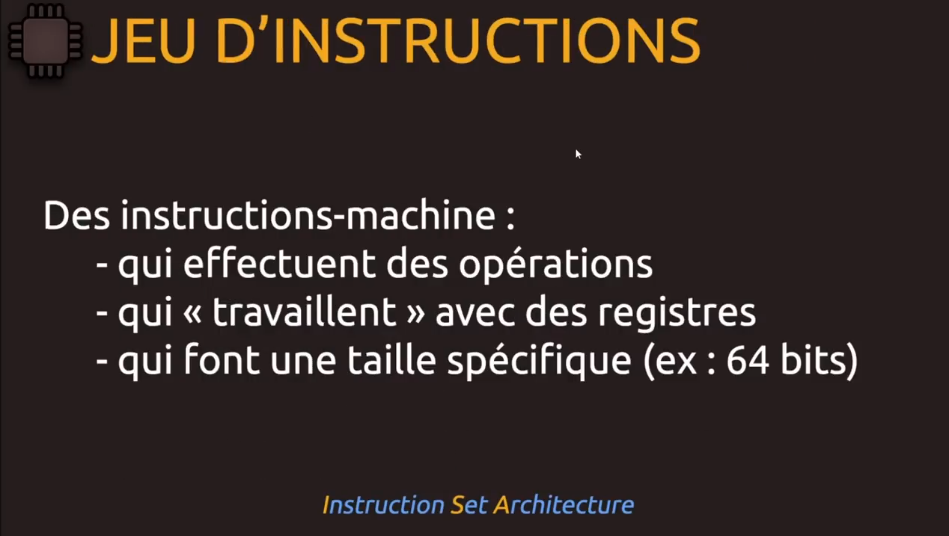 JEU D’INSTRUCTIONS
Des instructions-machine :
- qui effectuent des opérations
- qui « travaillent » avec des registres
- qui font une taille spécifique (ex : 64 bits)
Instruction Set Architecture